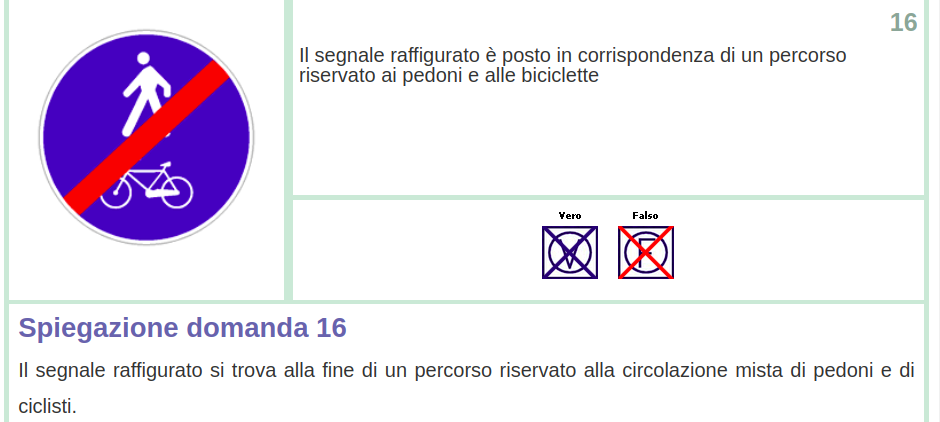 16
Il segnale raffigurato è posto in corrispondenza di un percorso
riservato ai pedoni e alle biciclette
Vero Falso
V F
Spiegazione domanda 16
Il segnale raffigurato si trova alla fine di un percorso riservato alla circolazione mista di pedoni e di
ciclisti.